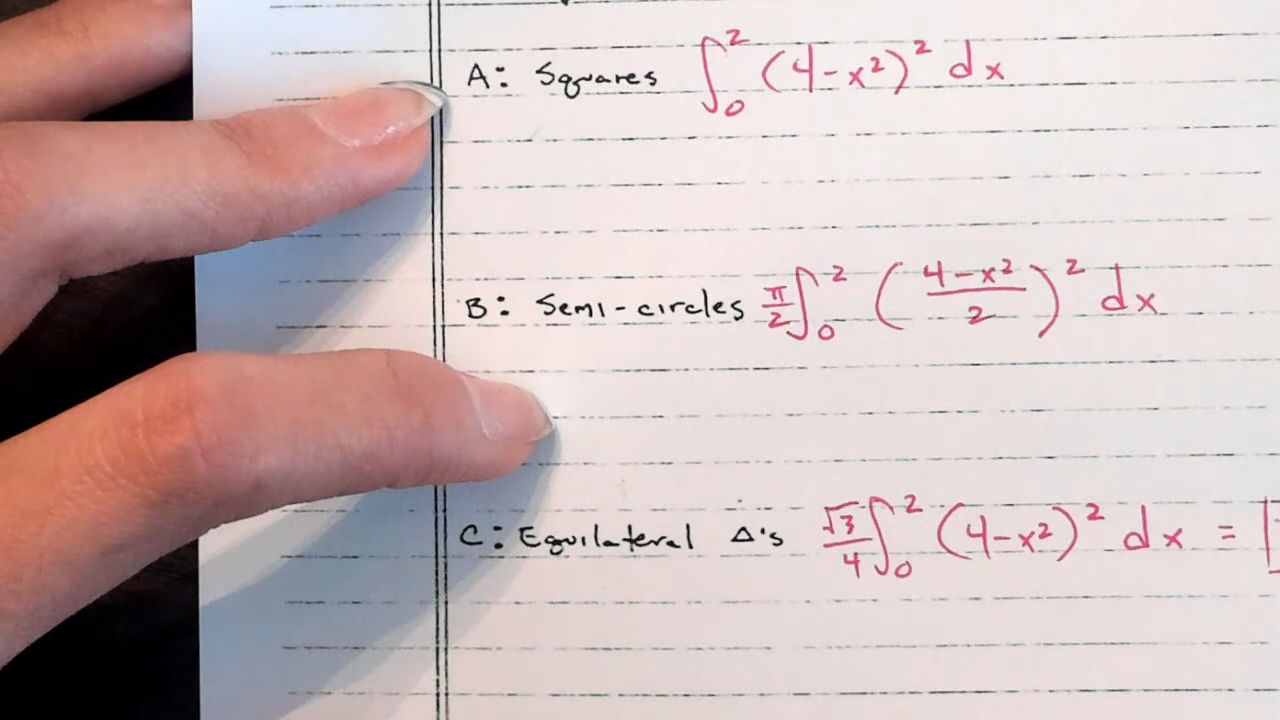 A: Squares ∫₀² (4-x²)² dx
B: Semi-circles π/2 ∫₀² ((4-x²)/2)² dx
C: Equilateral Δ's √3/4 ∫₀² (4-x²)² dx =